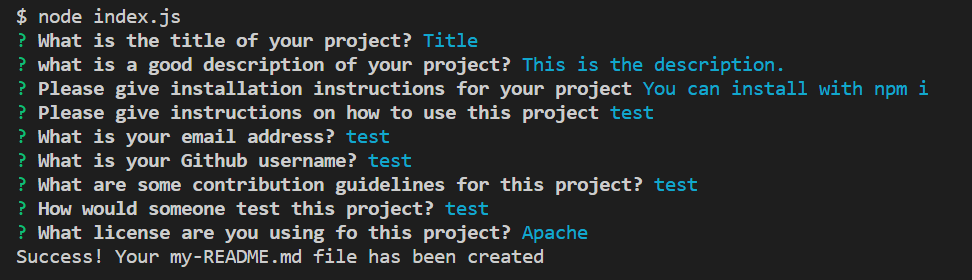 $ node index.js
? What is the title of your project? Title
? what is a good description of your project? This is the description.
? Please give installation instructions for your project You can install with npm i
? Please give instructions on how to use this project test
? What is your email address? test
? What is your Github username? test
? What are some contribution guidelines for this project? test
? How would someone test this project? test
? What license are you using fo this project? Apache
Success! Your my-README.md file has been created